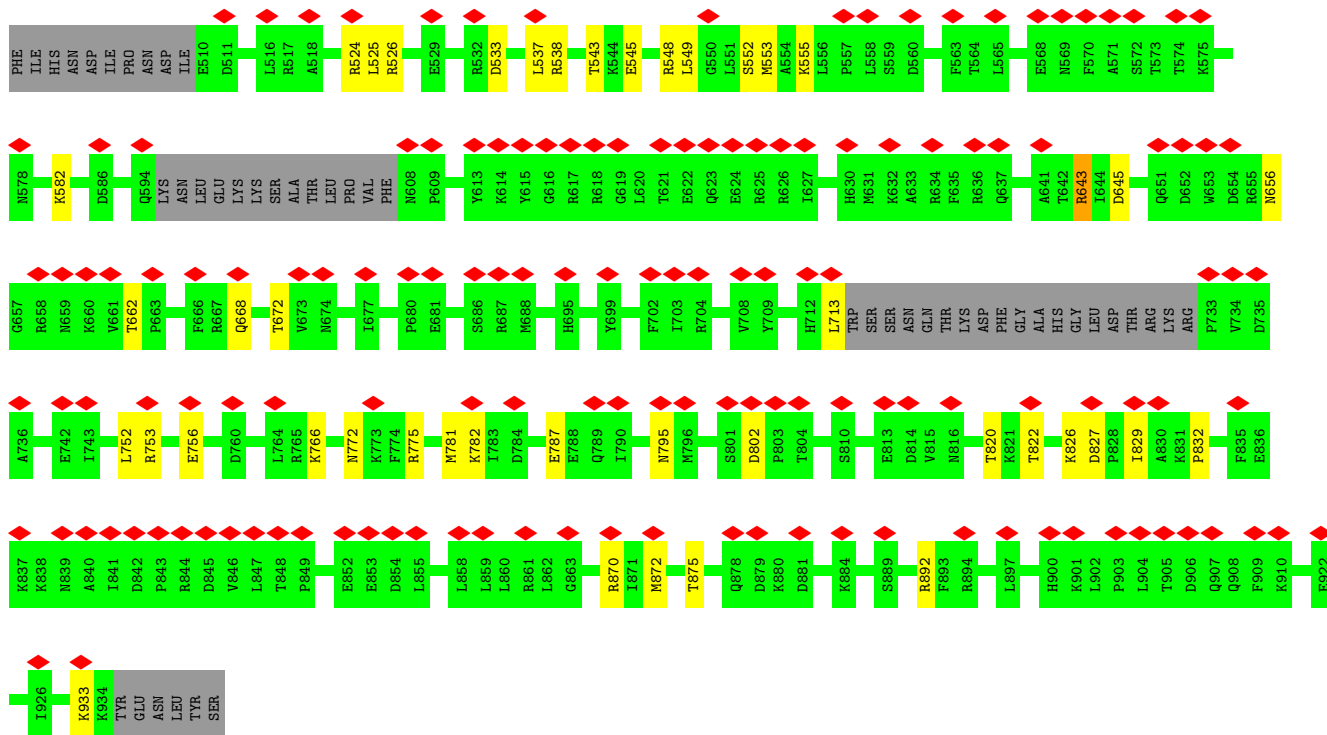 PHE ILE HIS ASN ASP ILE PRO ASN ASP ILE E510 D511 L516 R517 A518 R524 L525 R526 E529 R532 D533 L537 R538 T543 K544 E545 R548 L549 G550 L551 S552 M553 A554 K555 L556 P557 L558 S559 D560 F563 T564 L565 E568 N569 F570 A571 S572 T573 T574 K575
N578 K582 D586 Q594 LYS ASN LEU GLU LYS LYS SER ALA THR LEU PRO VAL PHE N608 P609 Y613 K614 Y615 G616 R617 R618 G619 L620 T621 E622 Q623 E624 R625 R626 I627 H630 M631 K632 A633 R634 F635 R636 Q637 A641 T642 R643 I644 D645 Q651 D652 W653 D654 R655 N656
G657 R658 N659 K660 V661 T662 P663 F666 R667 Q668 T672 V673 N674 I677 P680 E681 S686 R687 M688 H695 Y699 F702 I703 R704 V708 Y709 H712 L713 TRP SER SER ASN GLN THR LYS ASP PHE GLY ALA HIS GLY LEU ASP THR ARG LYS ARG P733 V734 D735
A736 E742 I743 L752 R753 E756 D760 L764 R765 K766 N772 K773 F774 R775 M781 K782 I783 D784 E787 E788 Q789 I790 N795 M796 S801 D802 P803 T804 S810 E813 D814 V815 N816 T820 K821 T822 K826 D827 P828 I829 A830 K831 P832 F835 E836
K837 K838 N839 A840 I841 D842 P843 R844 D845 V846 L847 T848 P849 E852 E853 D854 L855 L858 L859 L860 R861 L862 G863 R870 I871 M872 T875 Q878 D879 K880 D881 K884 S889 R892 F893 R894 L897 H900 K901 L902 P903 L904 T905 D906 Q907 Q908 F909 K910 E922
I926 K933 K934 TYR GLU ASN LEU TYR SER